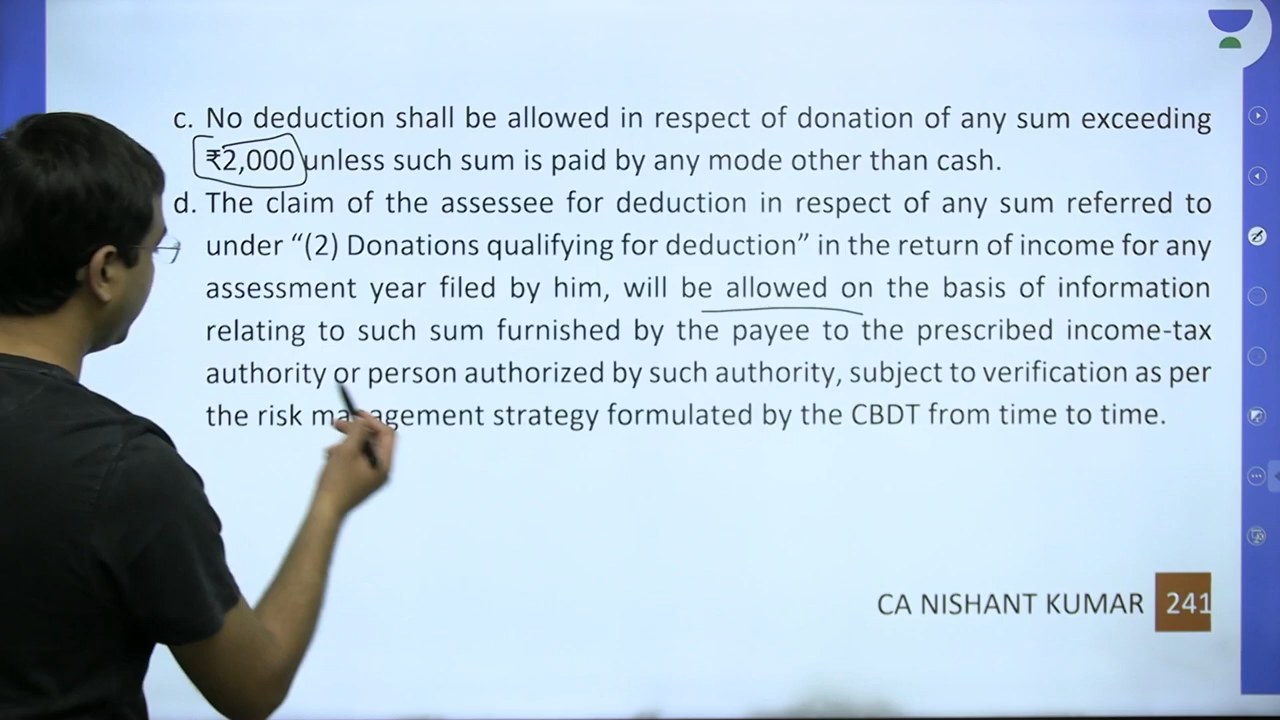 c. No deduction shall be allowed in respect of donation of any sum exceeding
₹2,000 unless such sum is paid by any mode other than cash.
d. The claim of the assessee for deduction in respect of any sum referred to
under “(2) Donations qualifying for deduction” in the return of income for any
assessment year filed by him, will be allowed on the basis of information
relating to such sum furnished by the payee to the prescribed income-tax
authority or person authorized by such authority, subject to verification as per
the risk management strategy formulated by the CBDT from time to time.
CA NISHANT KUMAR 241